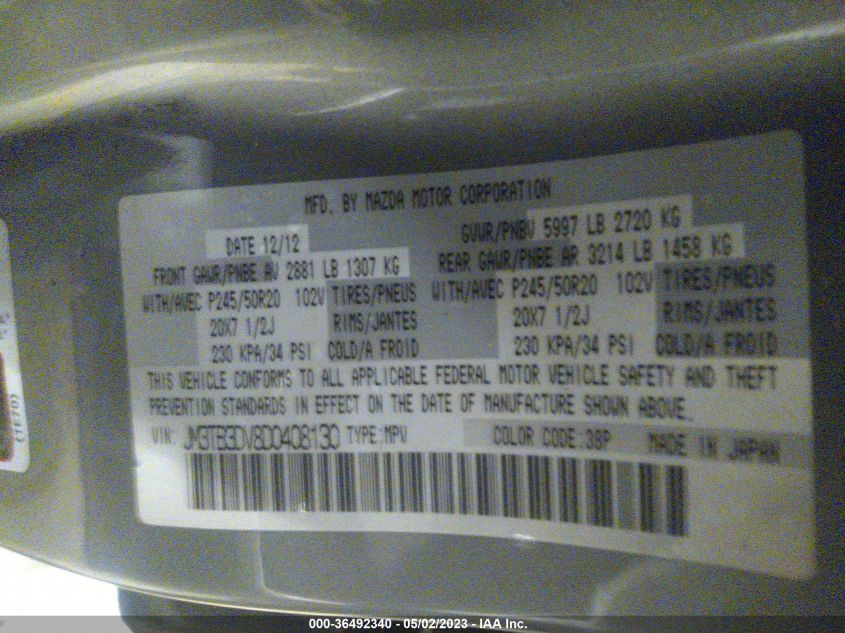 MFD. BY MAZDA MOTOR CORPORATION
DATE 12/12
GVWR/PNBV 5997 LB 2720 KG
FRONT GAWR/PNBE AV 2881 LB 1307 KG
REAR GAWR/PNBE AR 3214 LB 1458 KG
WITH/AVEC P245/50R20 102V TIRES/PNEUS
WITH/AVEC P245/50R20 102V TIRES/PNEUS
20X7 1/2J RIMS/JANTES
20X7 1/2J RIMS/JANTES
230 KPA/34 PSI COLD/A FROID
230 KPA/34 PSI COLD/A FROID
THIS VEHICLE CONFORMS TO ALL APPLICABLE FEDERAL MOTOR VEHICLE SAFETY AND THEFT
PREVENTION STANDARDS IN EFFECT ON THE DATE OF MANUFACTURE SHOWN ABOVE.
VIN: JM3TB3DV8D0408130 TYPE:MPV COLOR CODE:38P MADE IN JAPAN
(TE70)
000-36492340 - 05/02/2023 - IAA Inc.